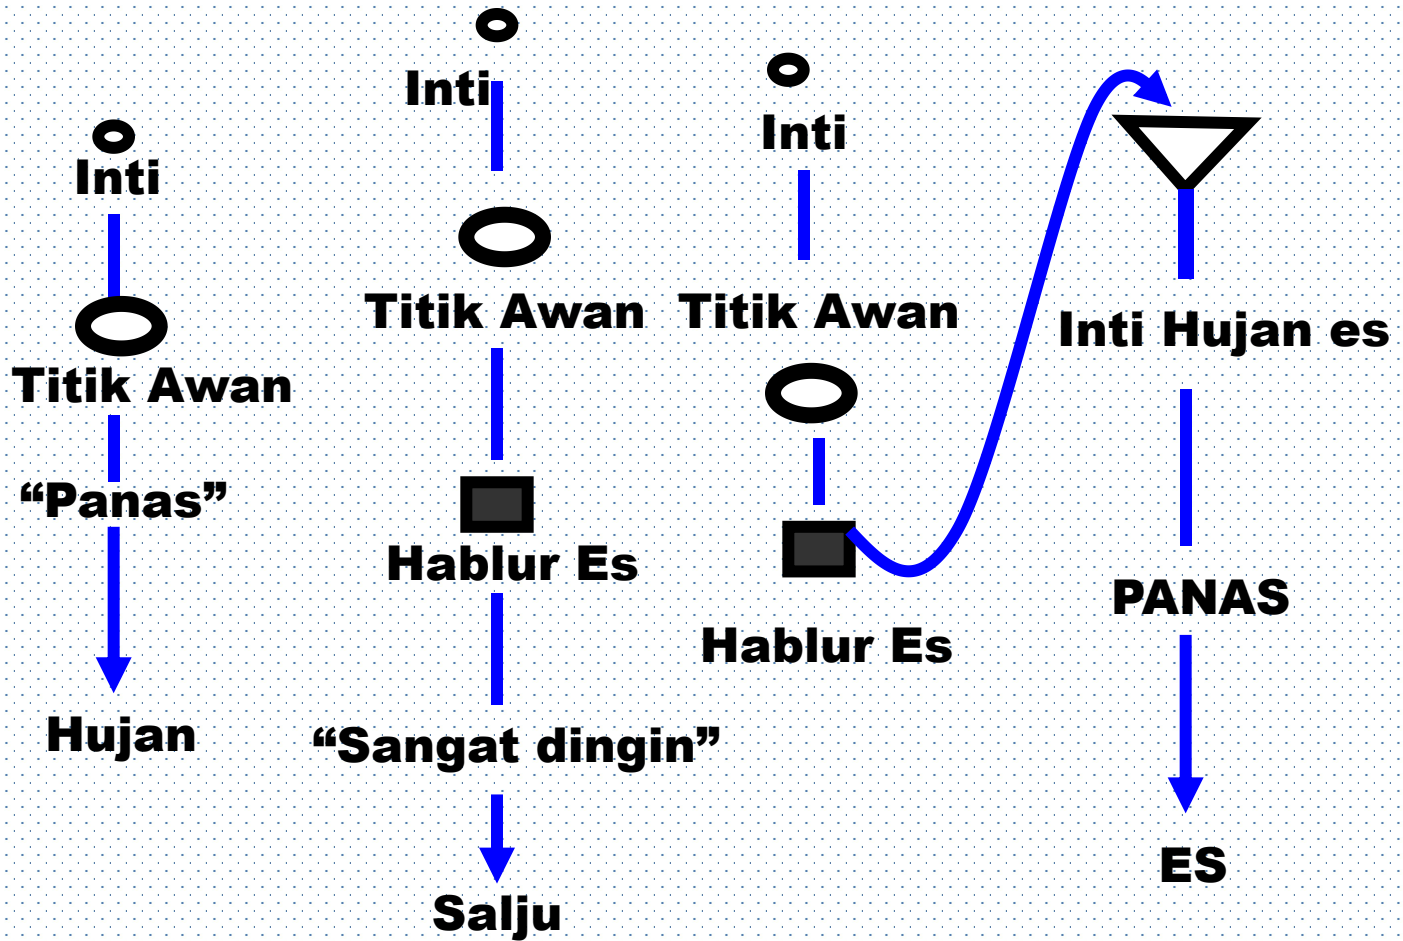 Inti
Titik Awan
“Panas”
Hujan
Inti
Titik Awan
Hablur Es
“Sangat dingin”
Salju
Inti
Titik Awan
Hablur Es
Inti Hujan es
PANAS
ES